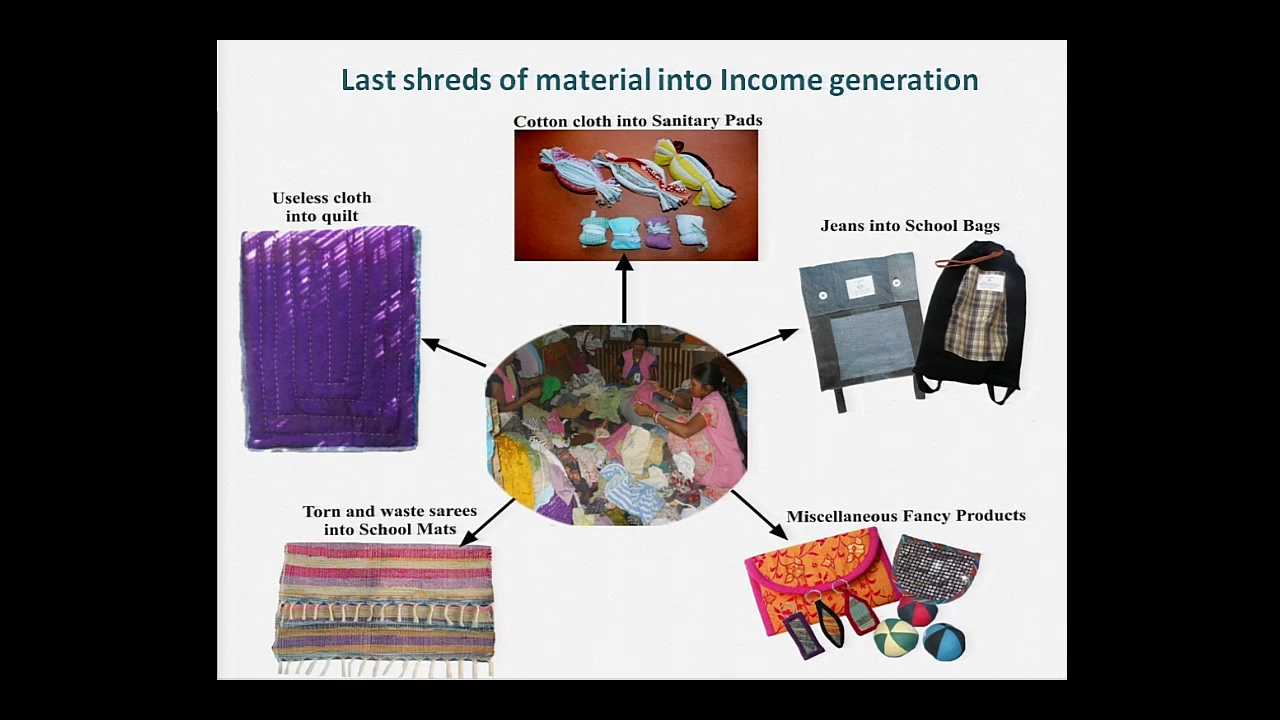 Last shreds of material into Income generation
Cotton cloth into Sanitary Pads
Useless cloth
into quilt
Jeans into School Bags
Torn and waste sarees
into School Mats
Miscellaneous Fancy Products